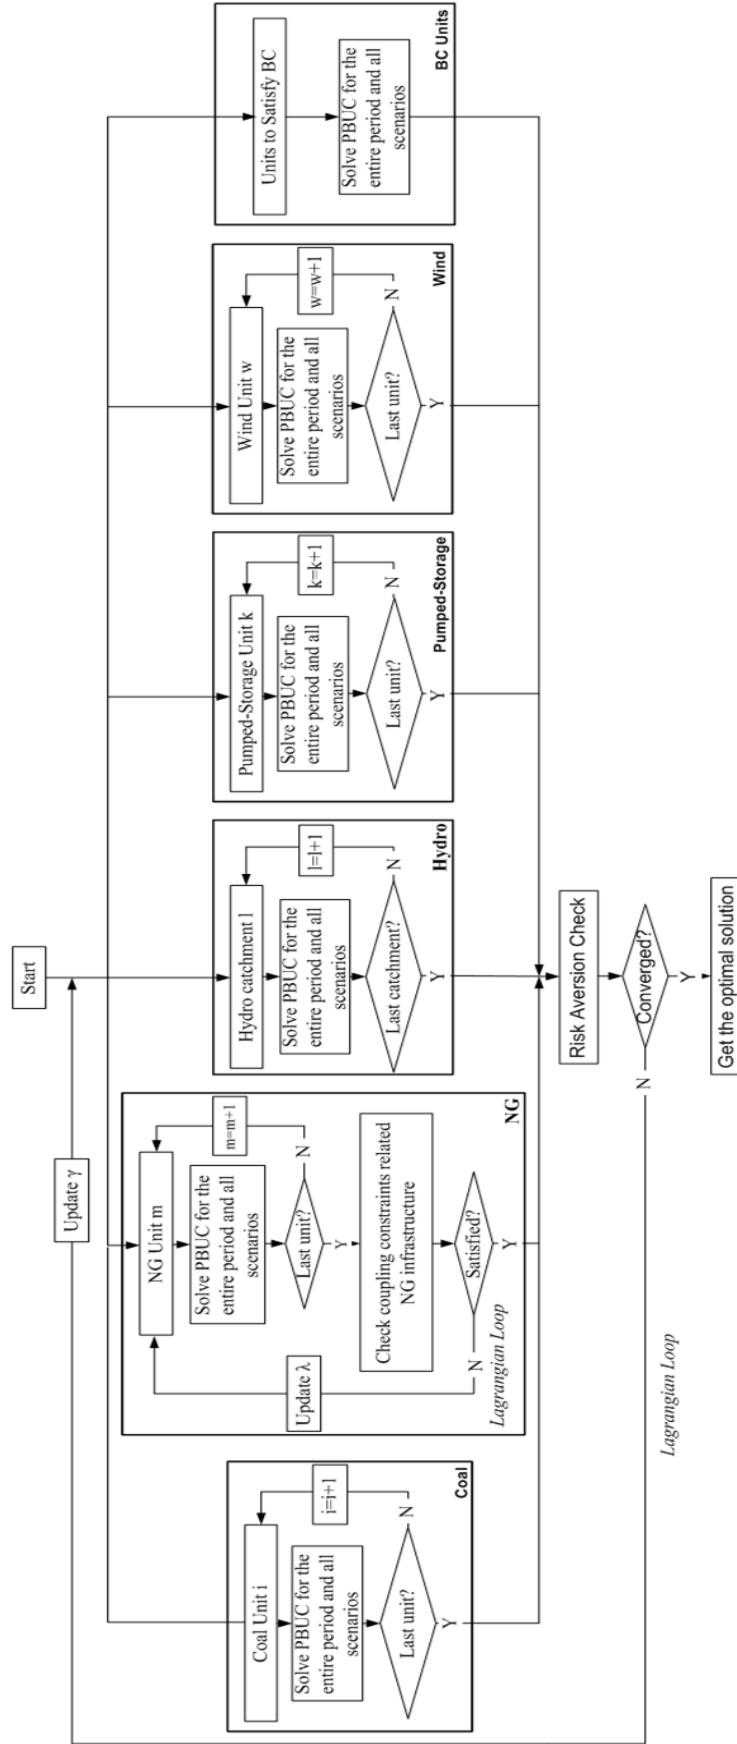 Start
Update γ
Coal Unit i
Solve PBUC for the
entire period and all
scenarios
i=i+1
Last unit?
N
Y
Coal
NG Unit m
Solve PBUC for the
entire period and all
scenarios
m=m+1
Last unit?
N
Y
Update λ
Check coupling constraints related
NG infrastructure
Satisfied?
N
Y
Lagrangian Loop
NG
Hydro catchment l
Solve PBUC for the
entire period and all
scenarios
l=l+1
Last catchment?
N
Y
Hydro
Pumped-Storage Unit k
Solve PBUC for the
entire period and all
scenarios
k=k+1
Last unit?
N
Y
Pumped-Storage
Wind Unit w
Solve PBUC for the
entire period and all
scenarios
w=w+1
Last unit?
N
Y
Wind
Units to Satisfy BC
Solve PBUC for the
entire period and all
scenarios
BC Units
Risk Aversion Check
Converged?
N
Y
Lagrangian Loop
Get the optimal solution